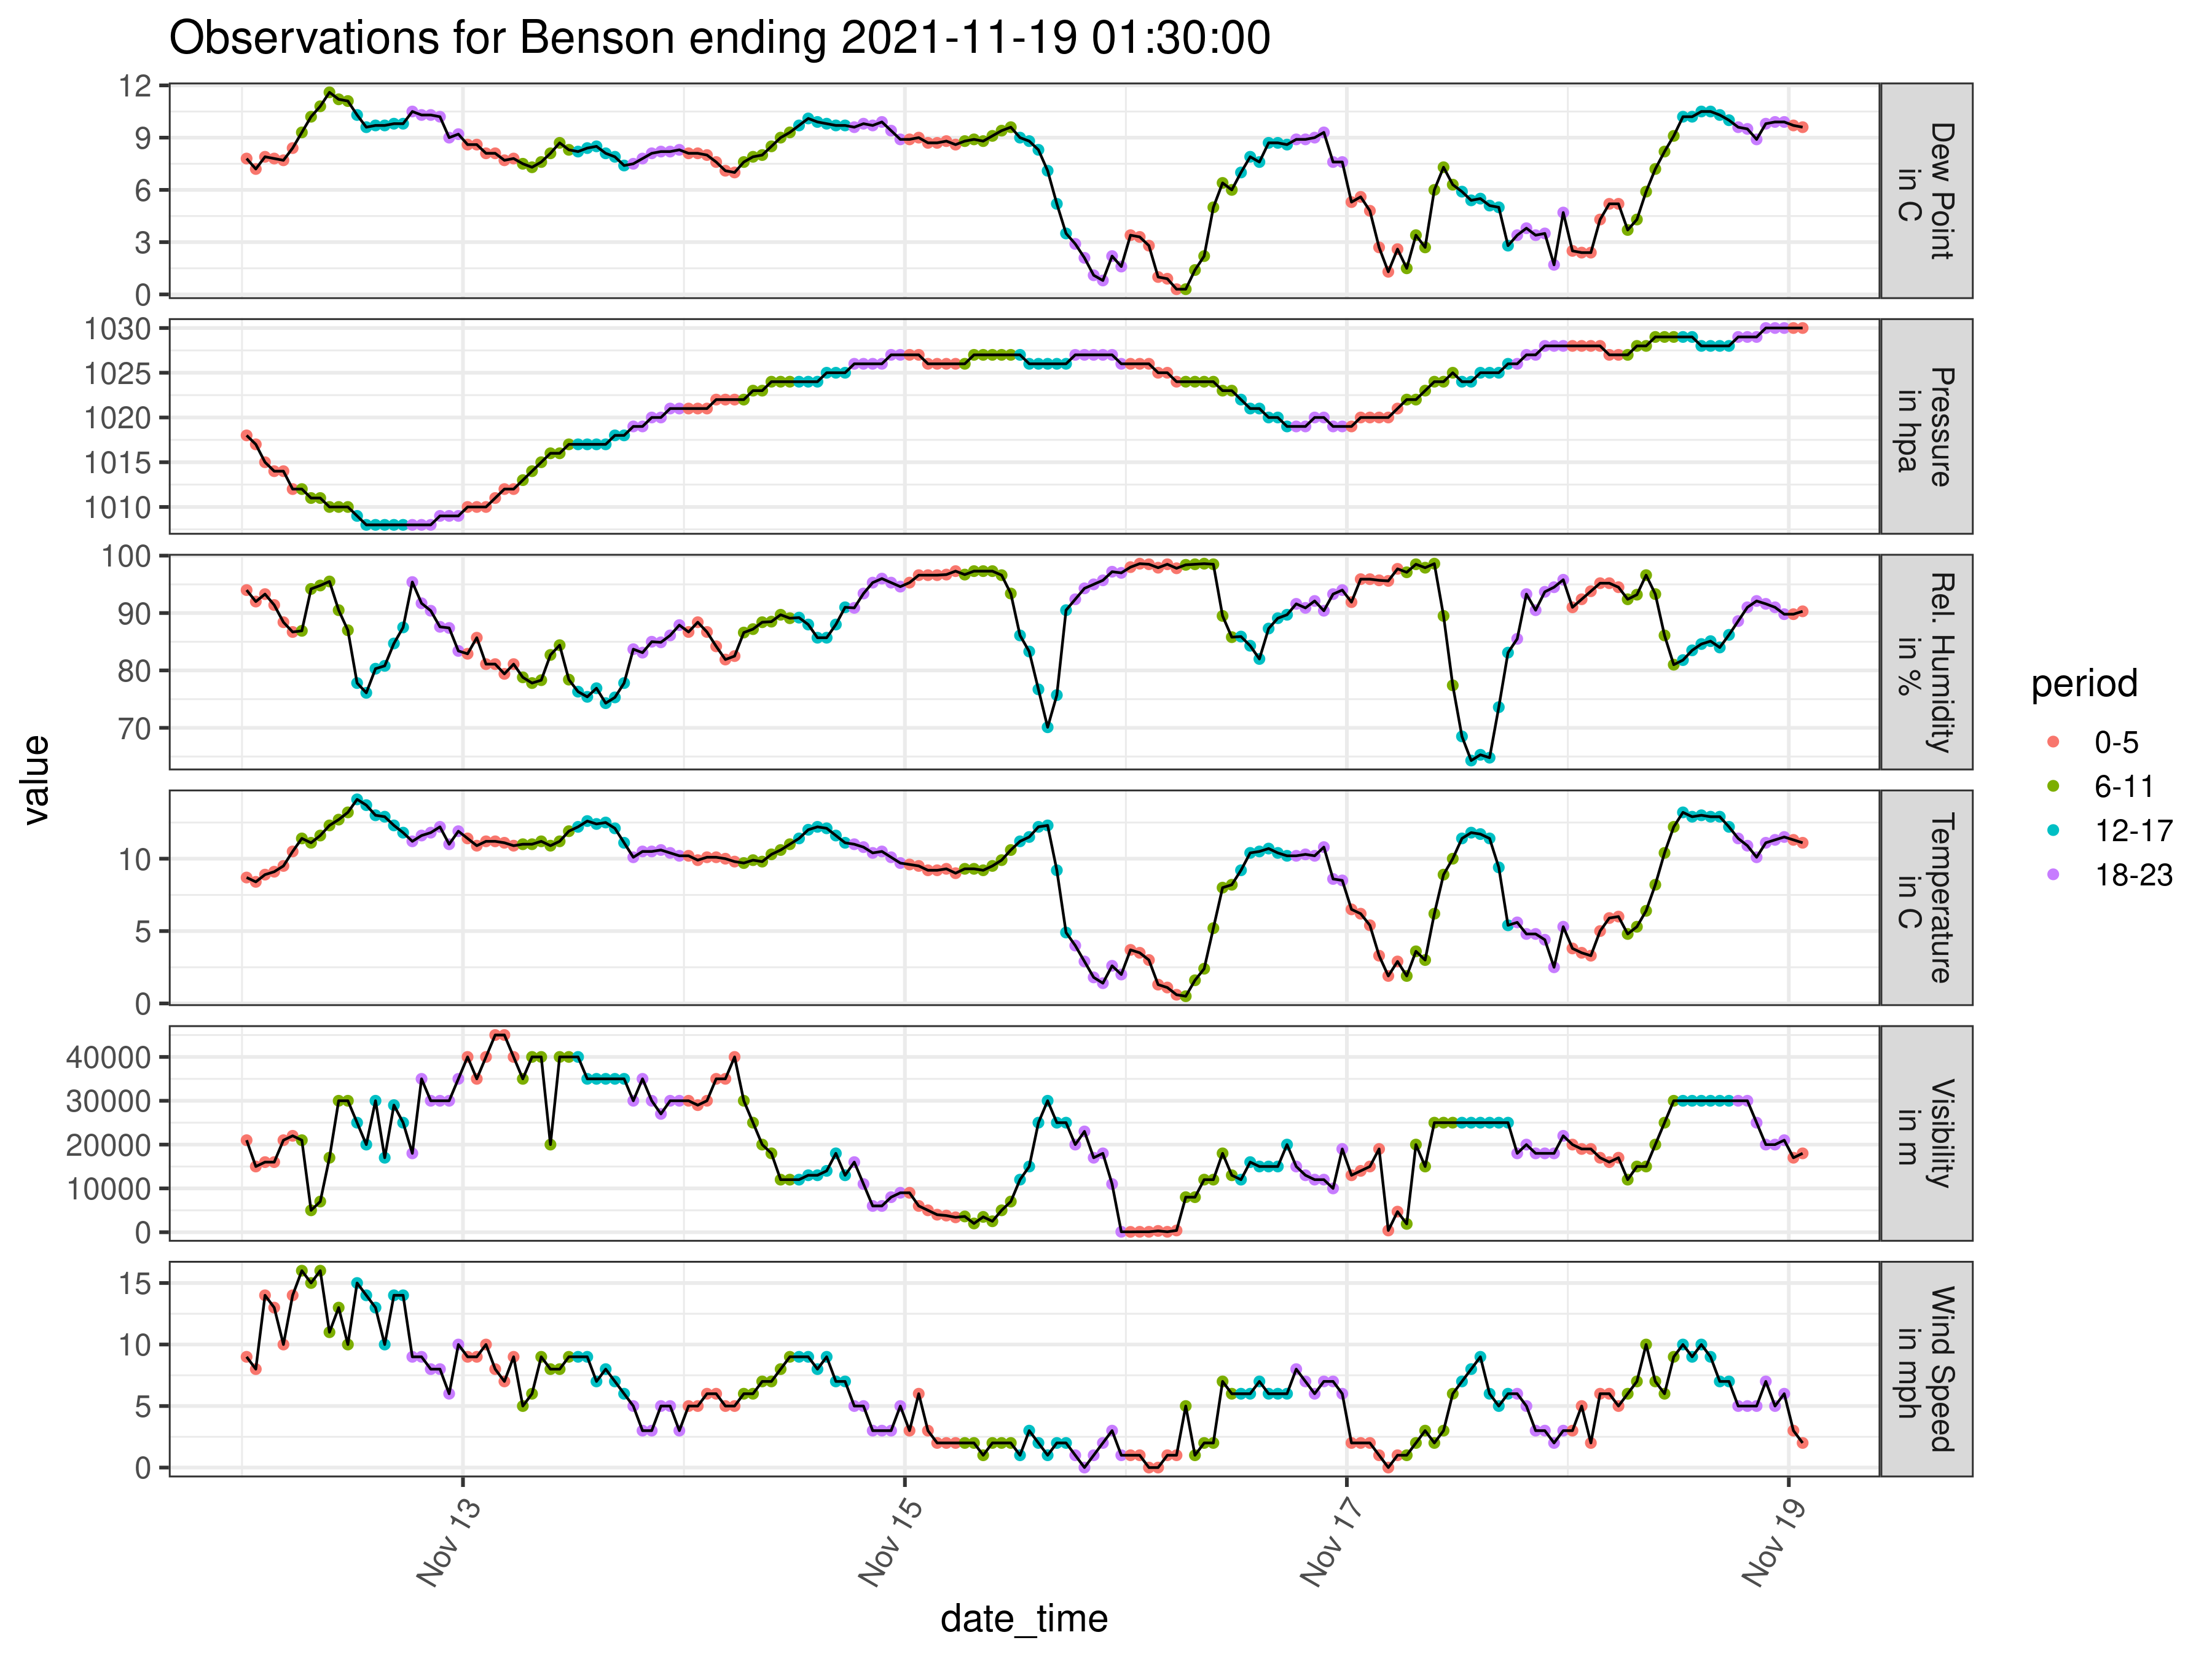 Observations for Benson ending 2021-11-19 01:30:00
value
12
9
6
3
0
Dew Point
in C
1030
1025
1020
1015
1010
Pressure
in hpa
100
90
80
70
Rel. Humidity
in %
10
5
0
Temperature
in C
40000
30000
20000
10000
0
Visibility
in m
15
10
5
0
Wind Speed
in mph
Nov 13
Nov 15
Nov 17
Nov 19
date_time
period
0-5
6-11
12-17
18-23